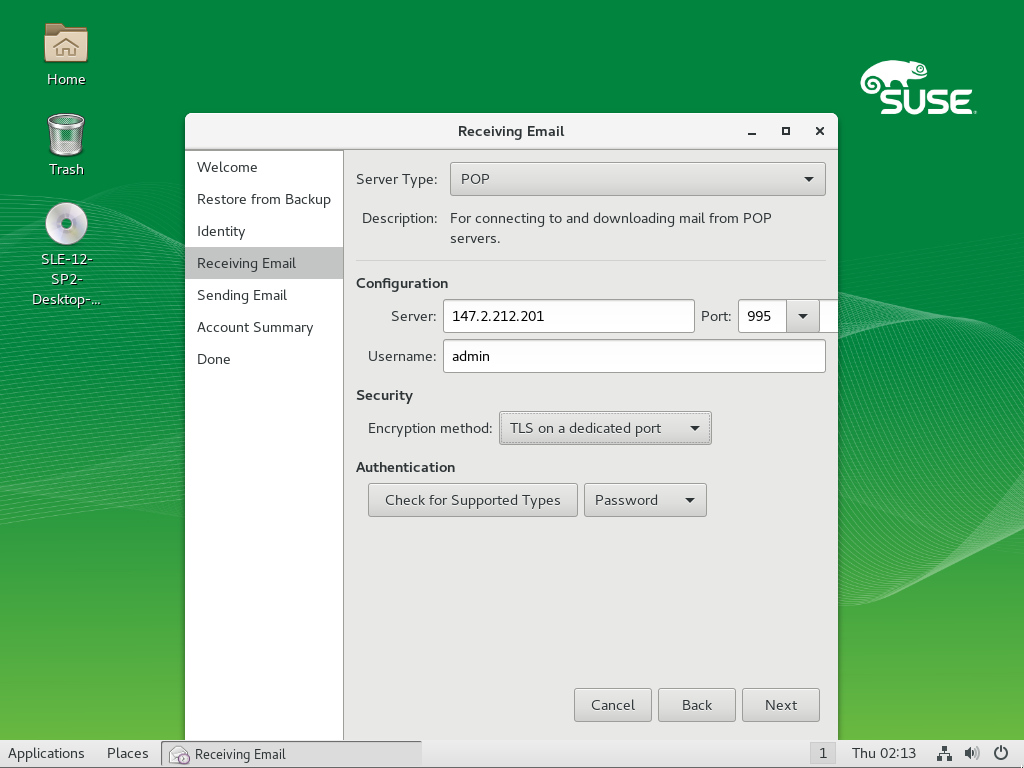 Home
SUSE
Trash
SLE-12-
SP2-
Desktop-...
Receiving Email
Welcome
Restore from Backup
Identity
Receiving Email
Sending Email
Account Summary
Done
Server Type: POP
Description: For connecting to and downloading mail from POP
servers.
Configuration
Server: 147.2.212.201 Port: 995
Username: admin
Security
Encryption method: TLS on a dedicated port
Authentication
Check for Supported Types Password
Cancel Back Next
Applications Places Receiving Email 1 Thu 02:13